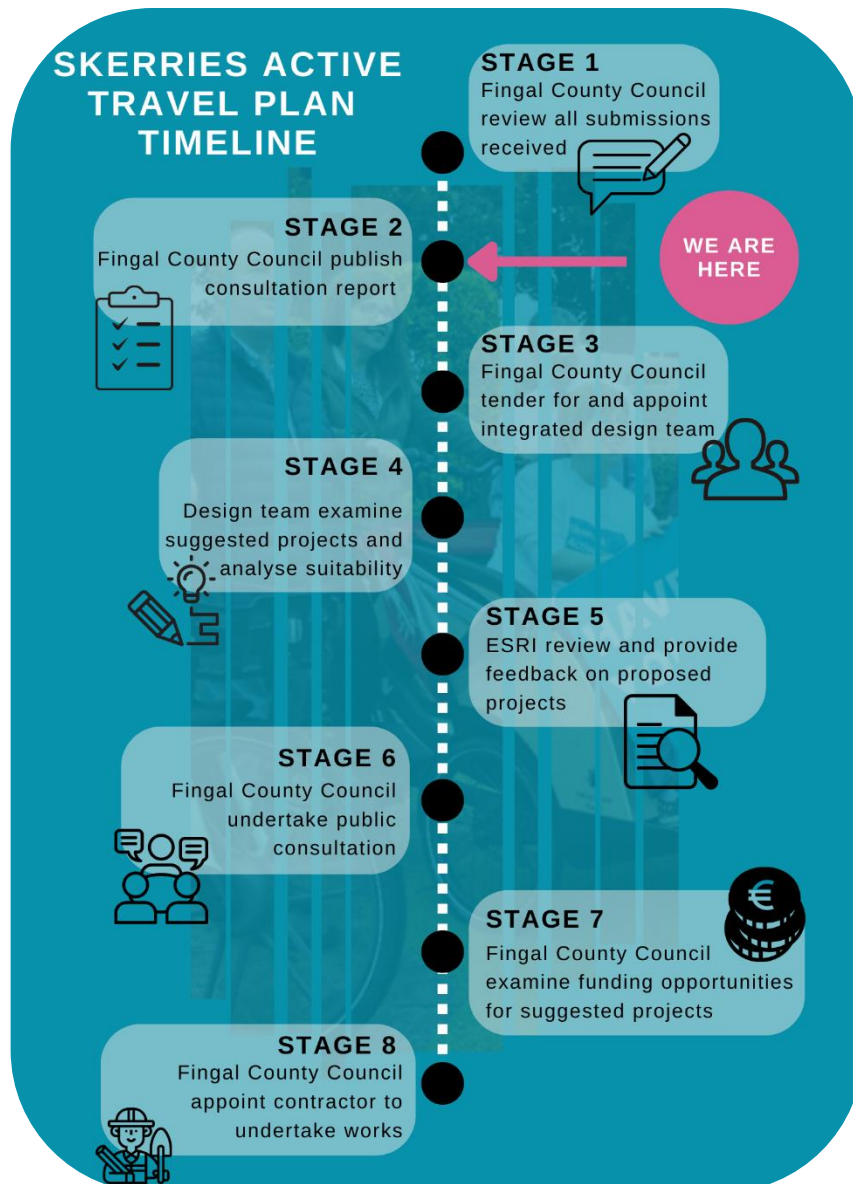 SKERRIES ACTIVE
TRAVEL PLAN
TIMELINE
STAGE 1
Fingal County Council
review all submissions
received
STAGE 2
Fingal County Council publish
consultation report
WE ARE
HERE
STAGE 3
Fingal County Council
tender for and appoint
integrated design team
STAGE 4
Design team examine
suggested projects and
analyse suitability
STAGE 5
ESRI review and provide
feedback on proposed
projects
STAGE 6
Fingal County Council
undertake public
consultation
€
STAGE 7
Fingal County Council
examine funding opportunities
for suggested projects
STAGE 8
Fingal County Council
appoint contractor to
undertake works